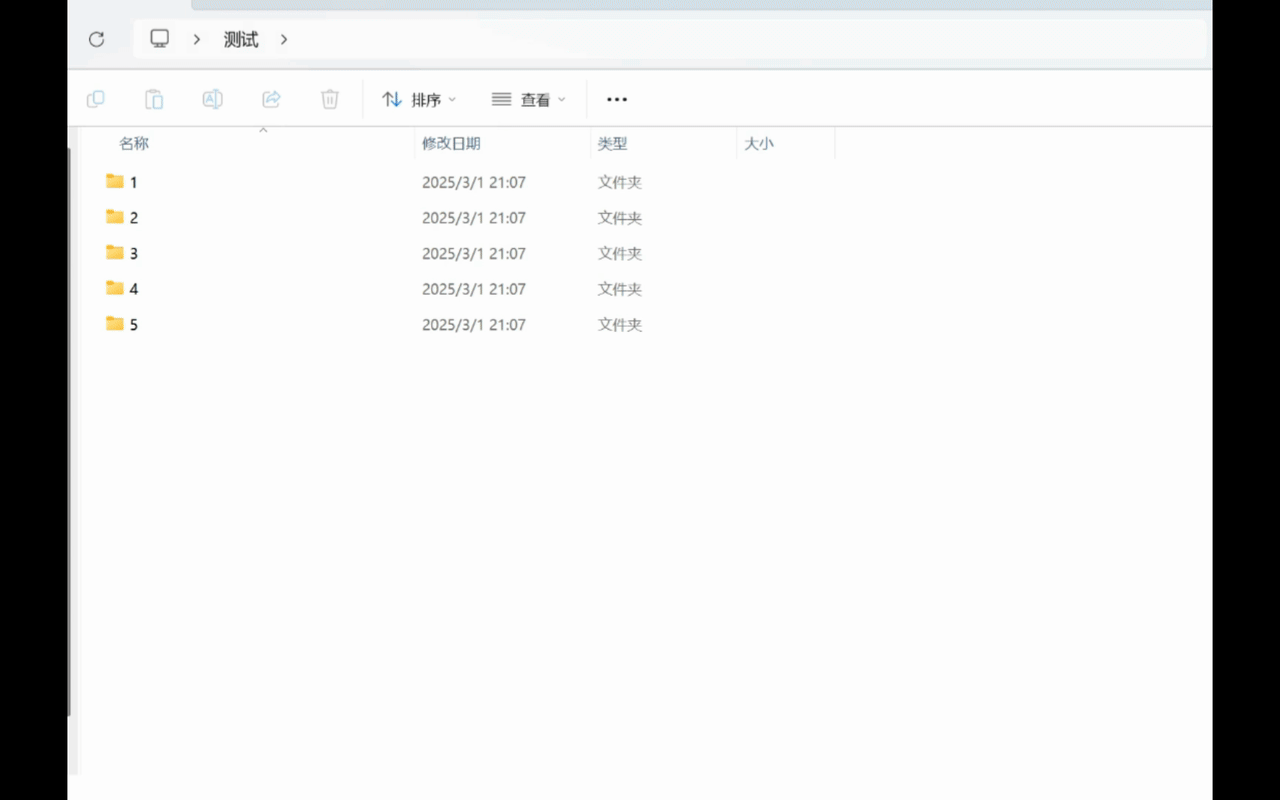 测试
排序 查看
名称 修改日期 类型 大小
1 2025/3/1 21:07 文件夹
2 2025/3/1 21:07 文件夹
3 2025/3/1 21:07 文件夹
4 2025/3/1 21:07 文件夹
5 2025/3/1 21:07 文件夹